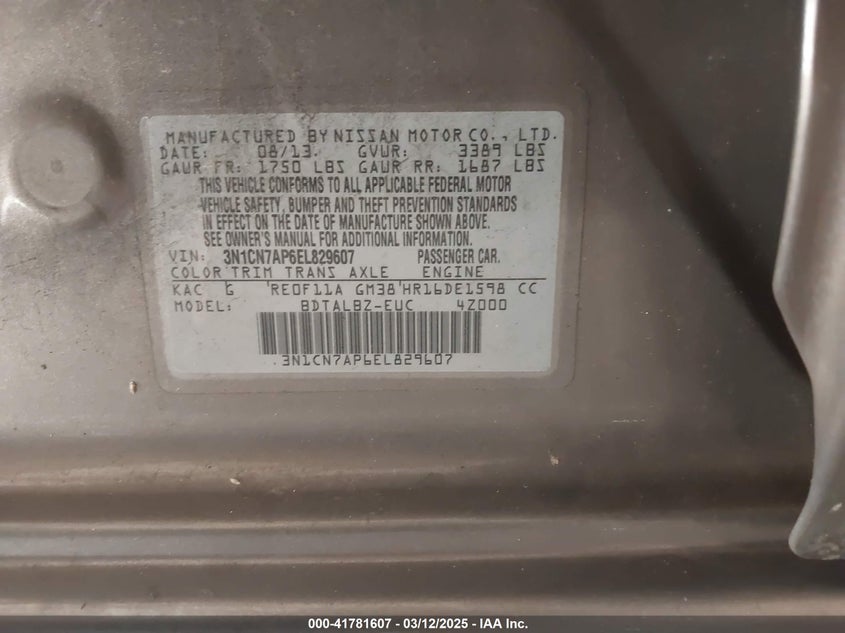 MANUFACTURED BY NISSAN MOTOR CO., LTD.
DATE: 08/13. GVWR: 3389 LBS
GAWR FR: 1750 LBS GAWR RR: 1687 LBS
THIS VEHICLE CONFORMS TO ALL APPLICABLE FEDERAL MOTOR
VEHICLE SAFETY, BUMPER AND THEFT PREVENTION STANDARDS
IN EFFECT ON THE DATE OF MANUFACTURE SHOWN ABOVE.
SEE OWNER'S MANUAL FOR ADDITIONAL INFORMATION.
VIN: 3N1CN7AP6EL829607 PASSENGER CAR.
COLOR TRIM TRANS AXLE ENGINE
KAC G RE0F11A GM38 HR16DE1598 CC
MODEL: BDTALBZ-EUC 4Z000
3N1CN7AP6EL829607
000-41781607 - 03/12/2025 - IAA Inc.